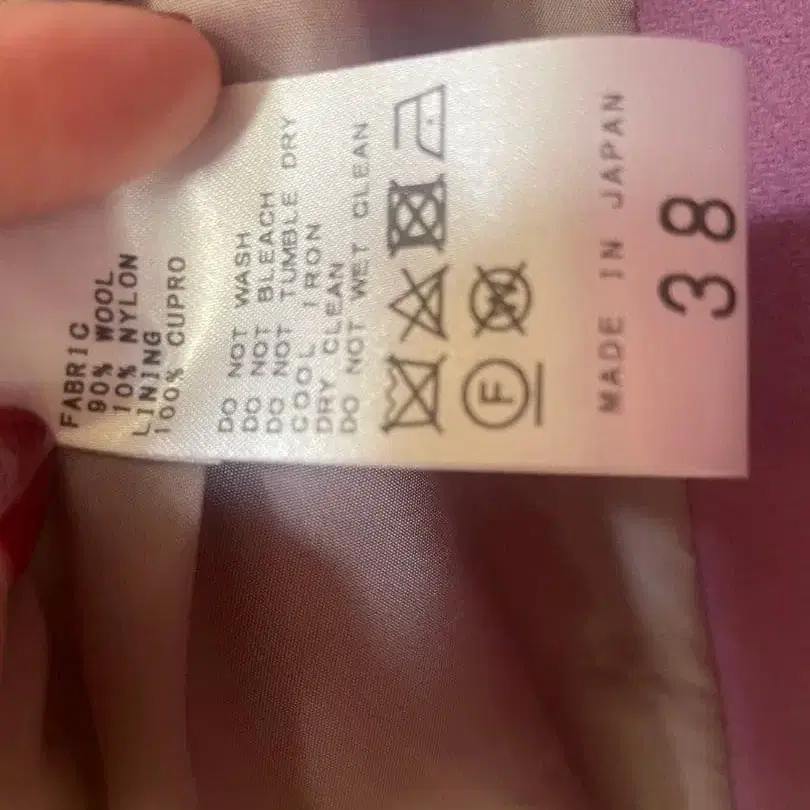 FABRIC
90% WOOL
10% NYLON
LINING
100% CUPRO
DO NOT WASH
DO NOT BLEACH
DO NOT TUMBLE DRY
COOL IRON
DRY CLEAN
DO NOT WET CLEAN
F W
MADE IN JAPAN
38